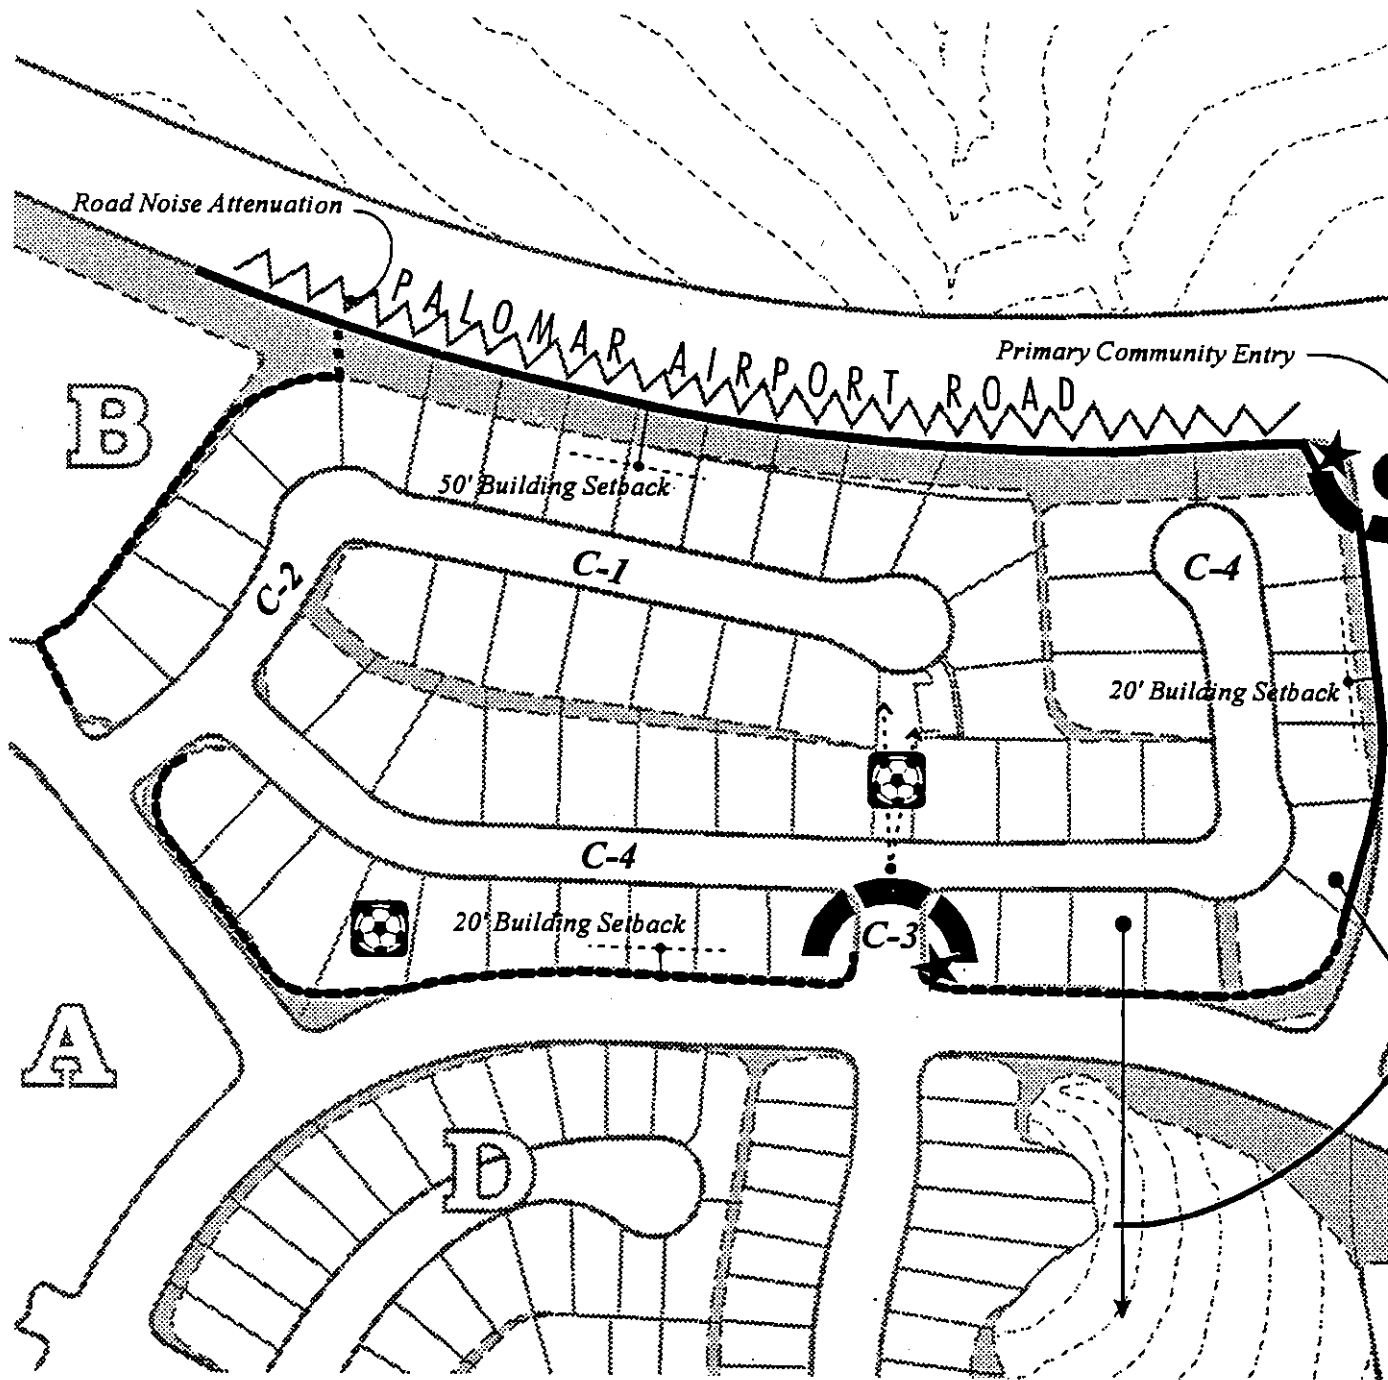 Road Noise Attenuation
PALOMAR AIRPORT ROAD
Primary Community Entry
B
50' Building Setback
C-1
C-4
C-2
20' Building Setback
C-4
20' Building Setback
C-3
A
D